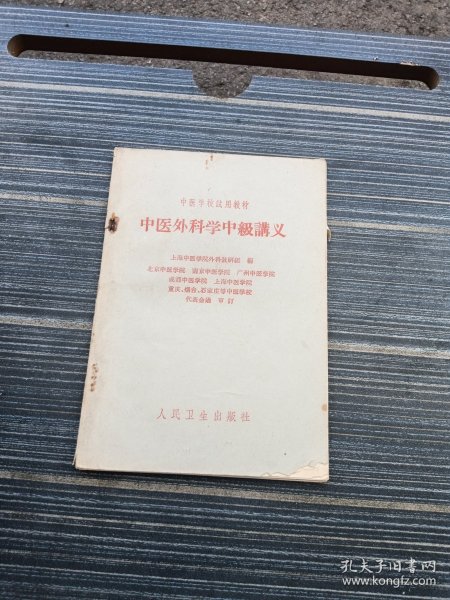 中医学校试用教材
中医外科学中級講义
上海中医学院外科教研組 編
北京中医学院 南京中医学院 广州中医学院
成都中医学院 上海中医学院
重庆、烟台、石家庄等中医学校
代表会議 审訂
人民卫生出版社
孔夫子旧书网
www.kongfz.com